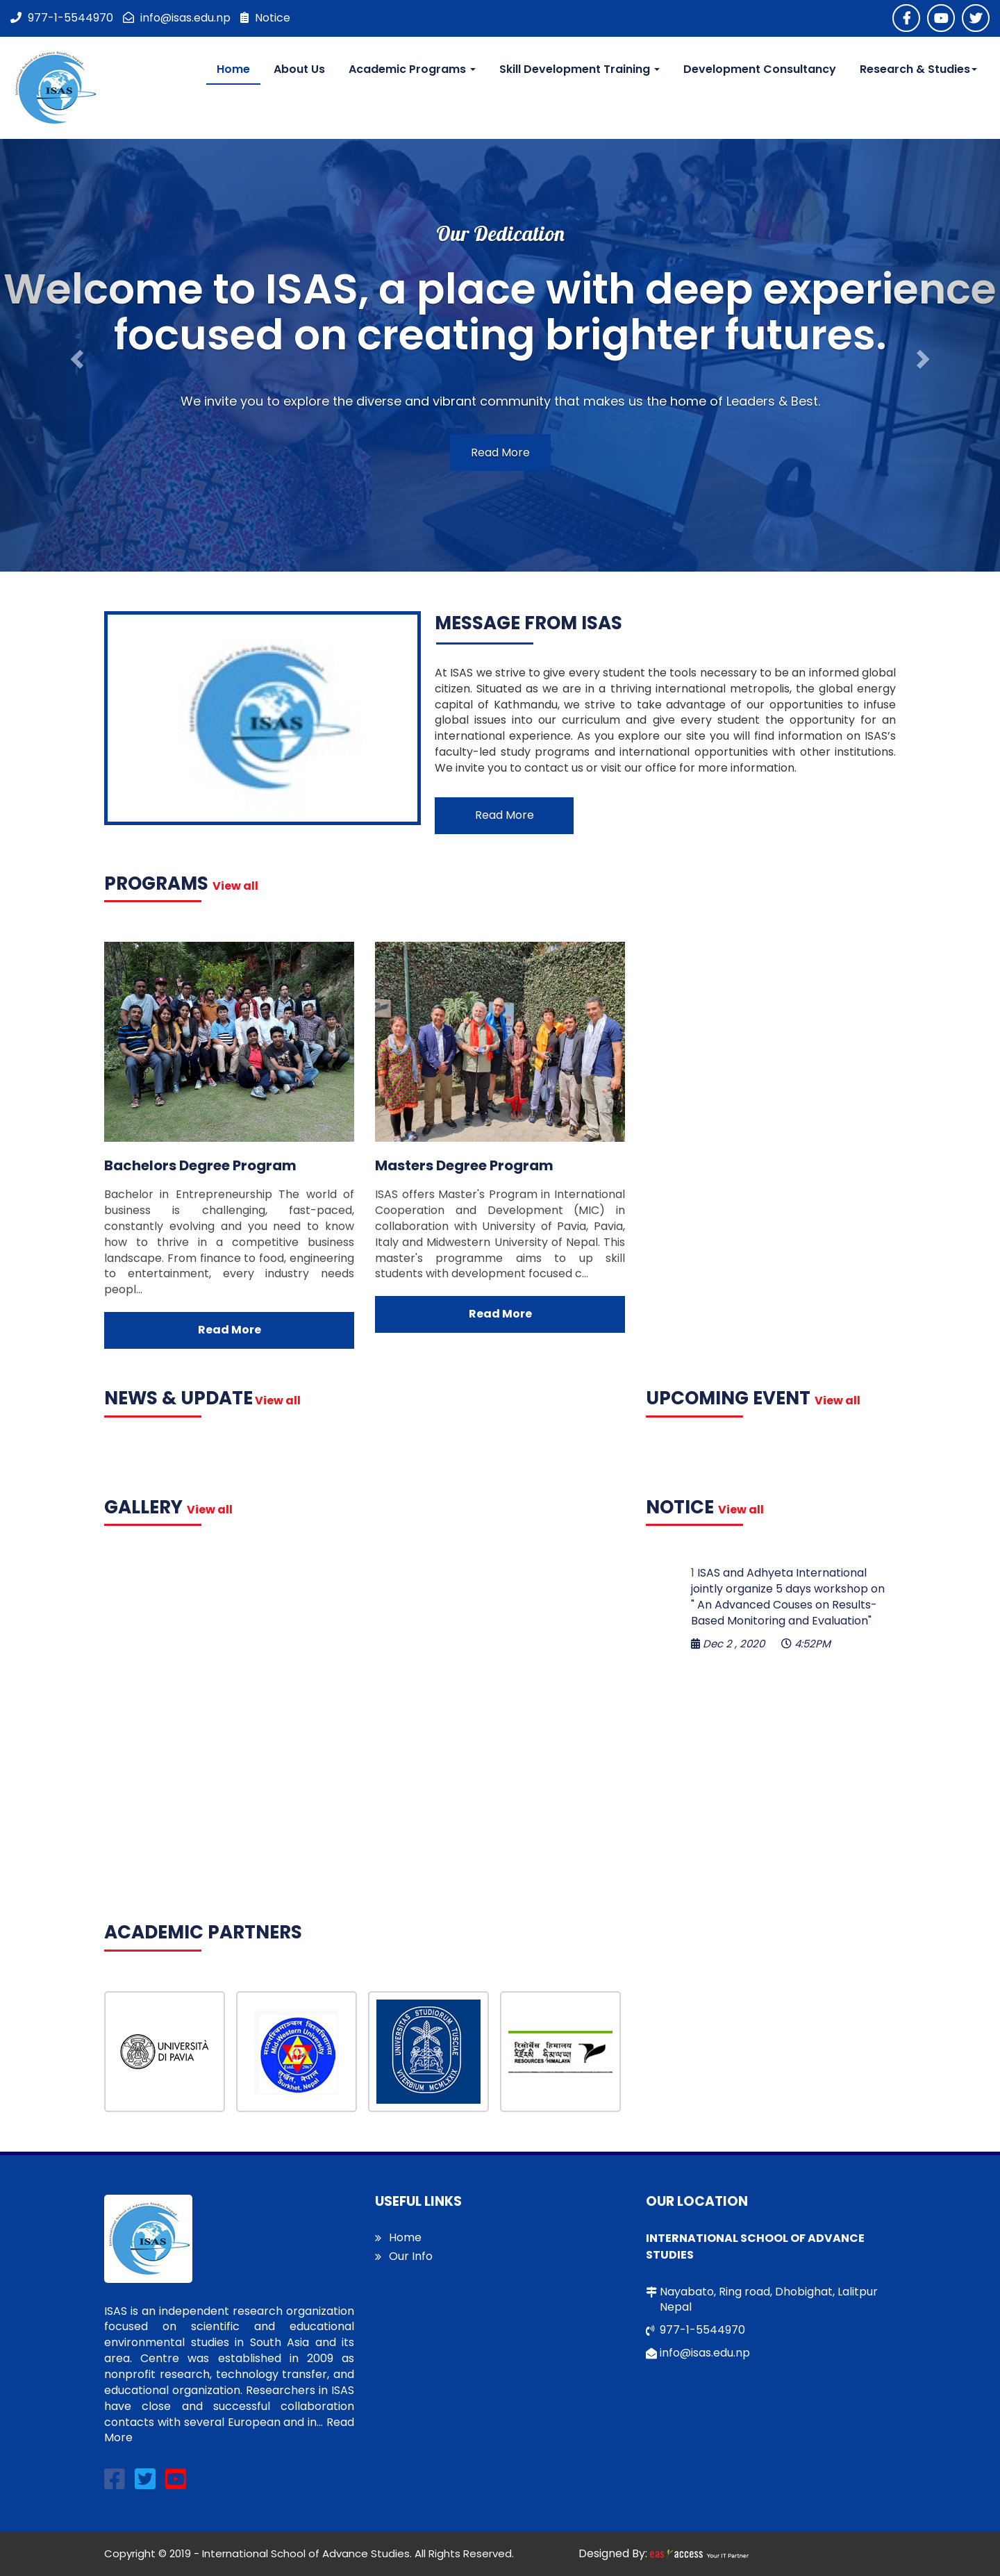 977-1-5544970 info@isas.edu.np Notice
ISAS
Home About Us Academic Programs Skill Development Training Development Consultancy Research & Studies
Our Dedication
Welcome to ISAS, a place with deep experience
focused on creating brighter futures.
We invite you to explore the diverse and vibrant community that makes us the home of Leaders & Best.
Read More
ISAS
MESSAGE FROM ISAS
At ISAS we strive to give every student the tools necessary to be an informed global
citizen. Situated as we are in a thriving international metropolis, the global energy
capital of Kathmandu, we strive to take advantage of our opportunities to infuse
global issues into our curriculum and give every student the opportunity for an
international experience. As you explore our site you will find information on ISAS’s
faculty-led study programs and international opportunities with other institutions.
We invite you to contact us or visit our office for more information.
Read More
PROGRAMS View all
Bachelors Degree Program
Bachelor in Entrepreneurship The world of
business is challenging, fast-paced,
constantly evolving and you need to know
how to thrive in a competitive business
landscape. From finance to food, engineering
to entertainment, every industry needs
peopl...
Read More
Masters Degree Program
ISAS offers Master's Program in International
Cooperation and Development (MIC) in
collaboration with University of Pavia, Pavia,
Italy and Midwestern University of Nepal. This
master's programme aims to up skill
students with development focused c...
Read More
NEWS & UPDATE View all
UPCOMING EVENT View all
GALLERY View all
NOTICE View all
1 ISAS and Adhyeta International
jointly organize 5 days workshop on
" An Advanced Couses on Results-
Based Monitoring and Evaluation"
Dec 2 , 2020 4:52PM
ACADEMIC PARTNERS
UNIVERSITÀ
DI PAVIA
Mid-Western University
Surkhet, Nepal
UNIVERSITAS STUDIORUM TUSCIAE
VITERBIUM MCMLXXIX
RESOURCES HIMALAYA
ISAS
ISAS is an independent research organization
focused on scientific and educational
environmental studies in South Asia and its
area. Centre was established in 2009 as
nonprofit research, technology transfer, and
educational organization. Researchers in ISAS
have close and successful collaboration
contacts with several European and in... Read
More
USEFUL LINKS
Home
Our Info
OUR LOCATION
INTERNATIONAL SCHOOL OF ADVANCE
STUDIES
Nayabato, Ring road, Dhobighat, Lalitpur
Nepal
977-1-5544970
info@isas.edu.np
Copyright © 2019 - International School of Advance Studies. All Rights Reserved.
Designed By: easyaccess Your IT Partner